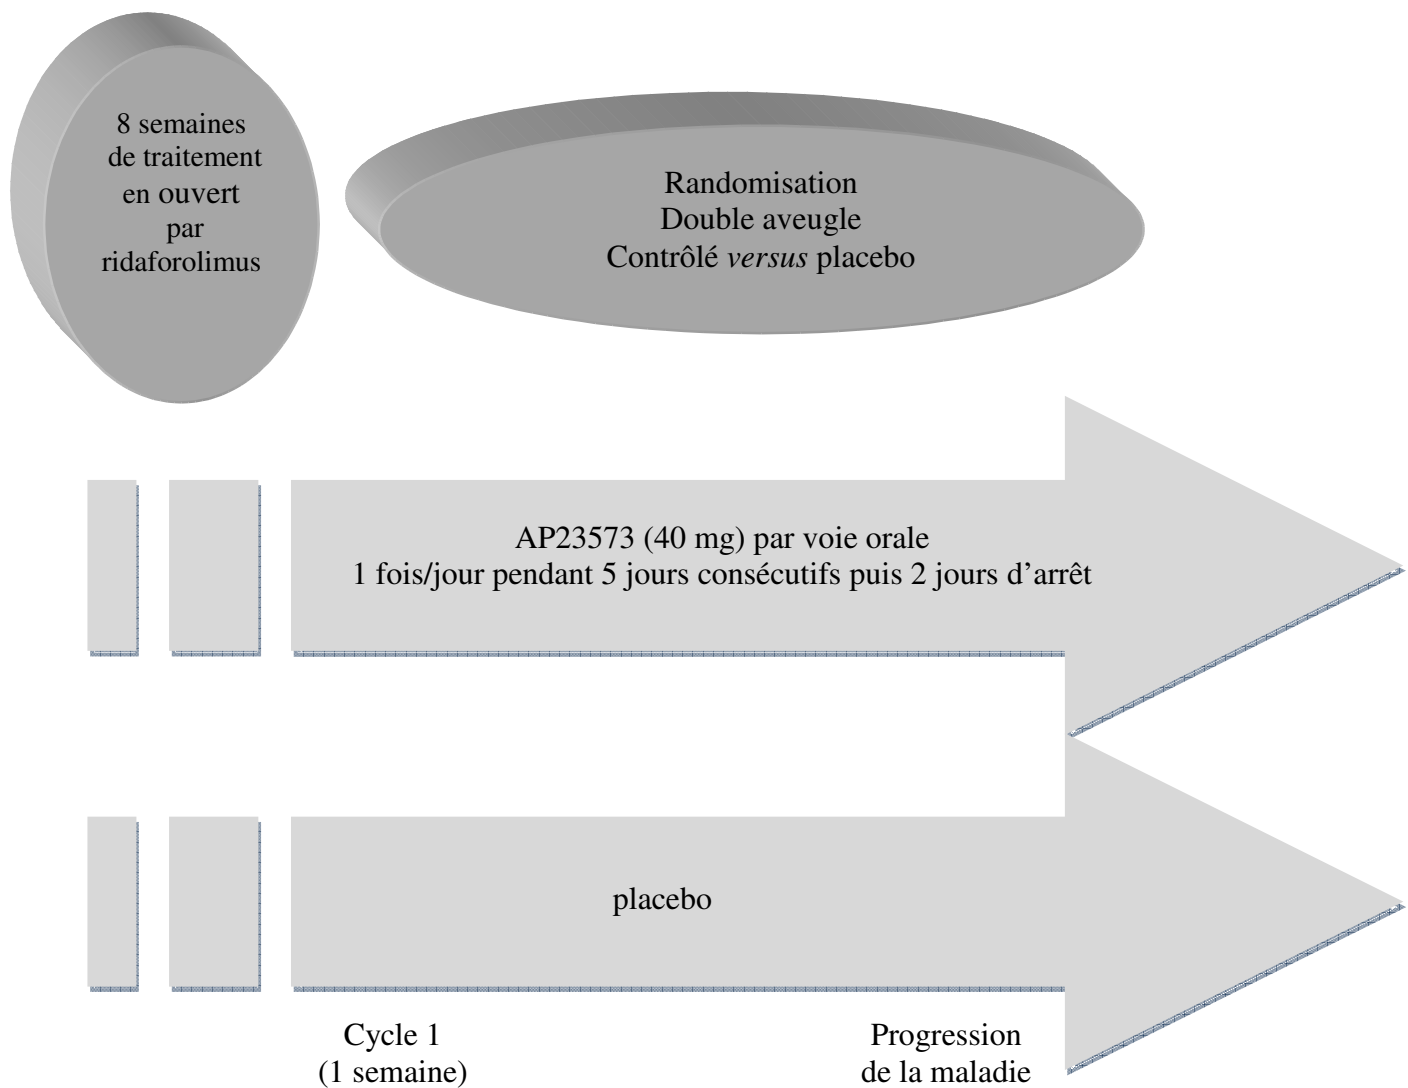 8 semaines
de traitement
en ouvert
par
ridaforolimus
Randomisation
Double aveugle
Contrôlé versus placebo
AP23573 (40 mg) par voie orale
1 fois/jour pendant 5 jours consécutifs puis 2 jours d’arrêt
placebo
Cycle 1
(1 semaine)
Progression
de la maladie